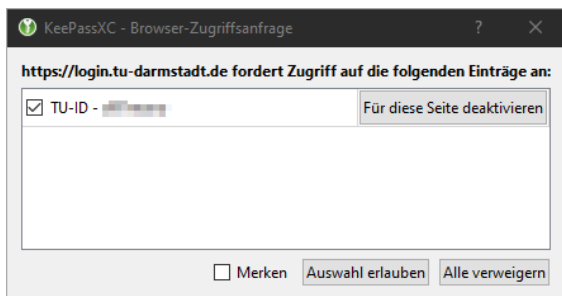 KeePassXC - Browser-Zugriffsanfrage
https://login.tu-darmstadt.de fordert Zugriff auf die folgenden Einträge an:
TU-ID -
Für diese Seite deaktivieren
Merken
Auswahl erlauben
Alle verweigern